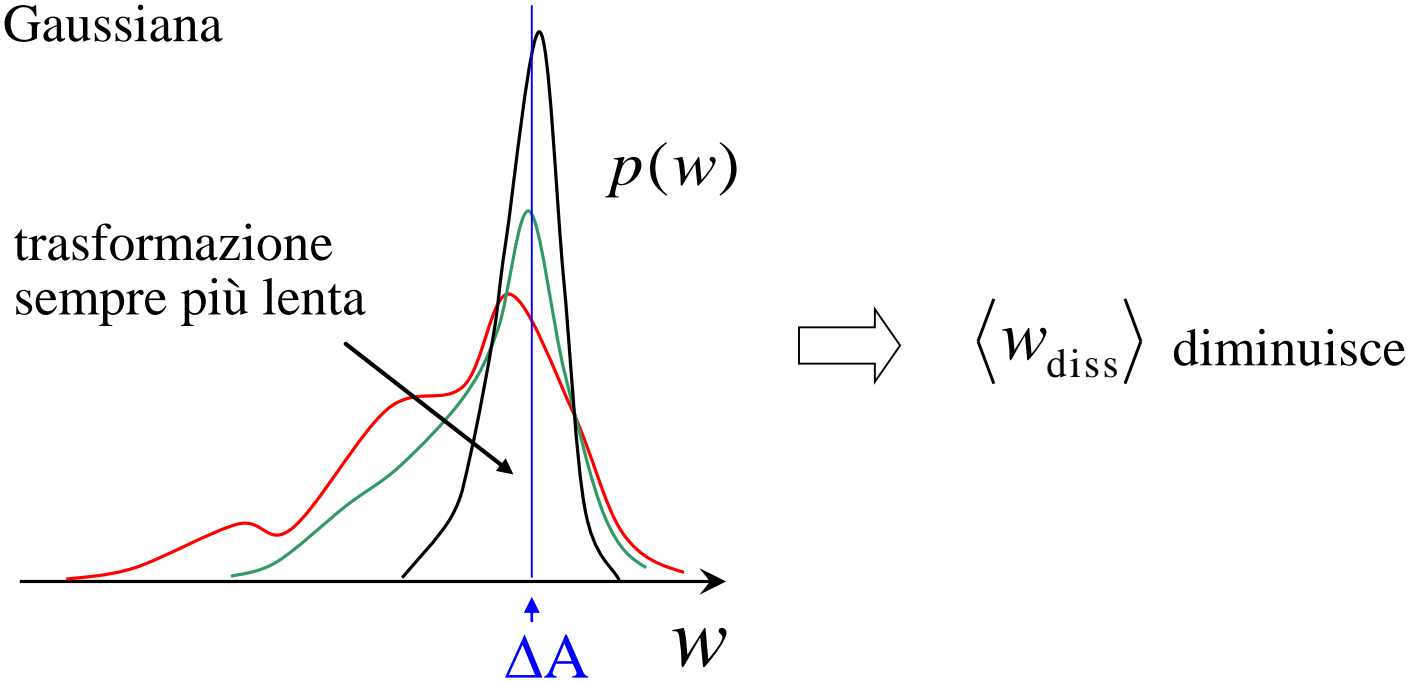 Gaussiana
p(w)
trasformazione
sempre più lenta
⟨w_diss⟩ diminuisce
ΔA
w